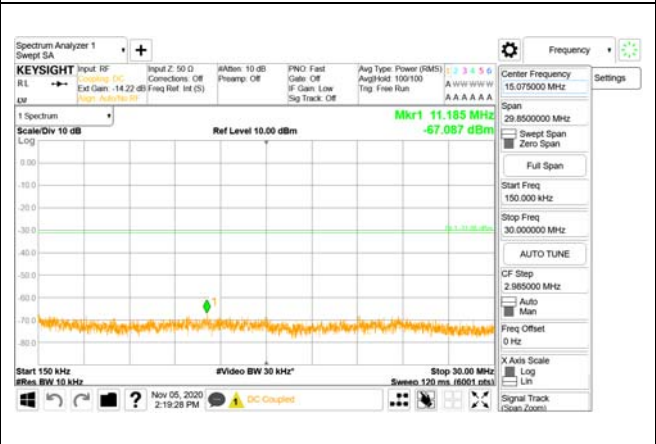 Spectrum Analyzer 1
Swept SA
+
Frequency
KEYSIGHT
RL
Input: RF
Coupling: DC
Ext Gain: -14.22 dB
Align: Auto/No RF
Input Z: 50 Ω
Corrections: Off
Freq Ref: Int (S)
#Atten: 10 dB
Preamp: Off
PNO: Fast
Gate: Off
IF Gain: Low
Sig Track: Off
Avg Type: Power (RMS)
Avg|Hold: 100/100
Trig: Free Run
1 2 3 4 5 6
A W W W W W
A A A A A A
1 Spectrum
Scale/Div 10 dB
Log
Ref Level 10.00 dBm
Mkr1 11.185 MHz
-67.087 dBm
0.00
-10.0
-20.0
-30.0
-40.0
-50.0
-60.0
-70.0
-80.0
1
Start 150 kHz
#Res BW 10 kHz
#Video BW 30 kHz*
Stop 30.00 MHz
Sweep 120 ms (6001 pts)
Nov 05, 2020
2:19:28 PM
DC Coupled
Settings
Center Frequency
15.075000 MHz
Span
29.8500000 MHz
Swept Span
Zero Span
Full Span
Start Freq
150.000 kHz
Stop Freq
30.000000 MHz
AUTO TUNE
CF Step
2.985000 MHz
Auto
Man
Freq Offset
0 Hz
X Axis Scale
Log
Lin
Signal Track
(Span Zoom)